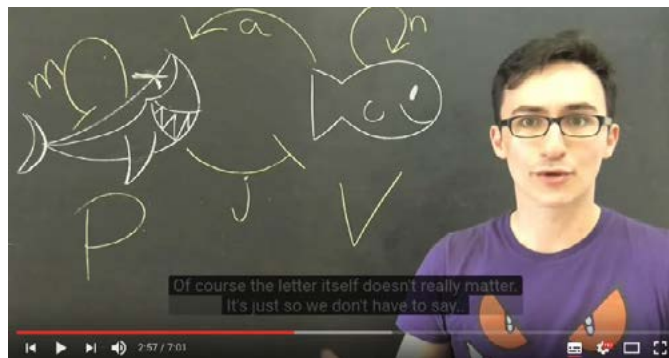 m a n
j
P V
Of course the letter itself doesn't really matter.
It's just so we don't have to say..
2:57 / 7:01